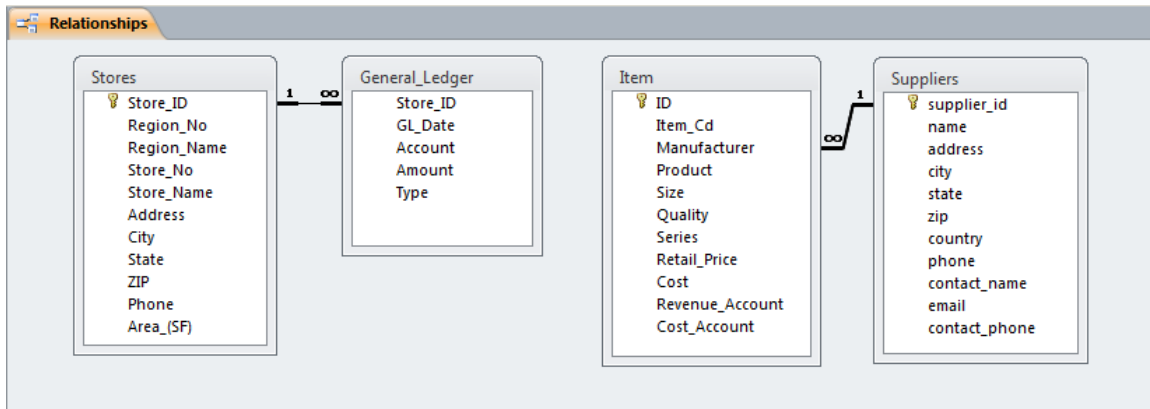 Relationships
Stores
Store_ID
Region_No
Region_Name
Store_No
Store_Name
Address
City
State
ZIP
Phone
Area_(SF)
1
∞
General_Ledger
Store_ID
GL_Date
Account
Amount
Type
Item
ID
Item_Cd
Manufacturer
Product
Size
Quality
Series
Retail_Price
Cost
Revenue_Account
Cost_Account
∞
1
Suppliers
supplier_id
name
address
city
state
zip
country
phone
contact_name
email
contact_phone